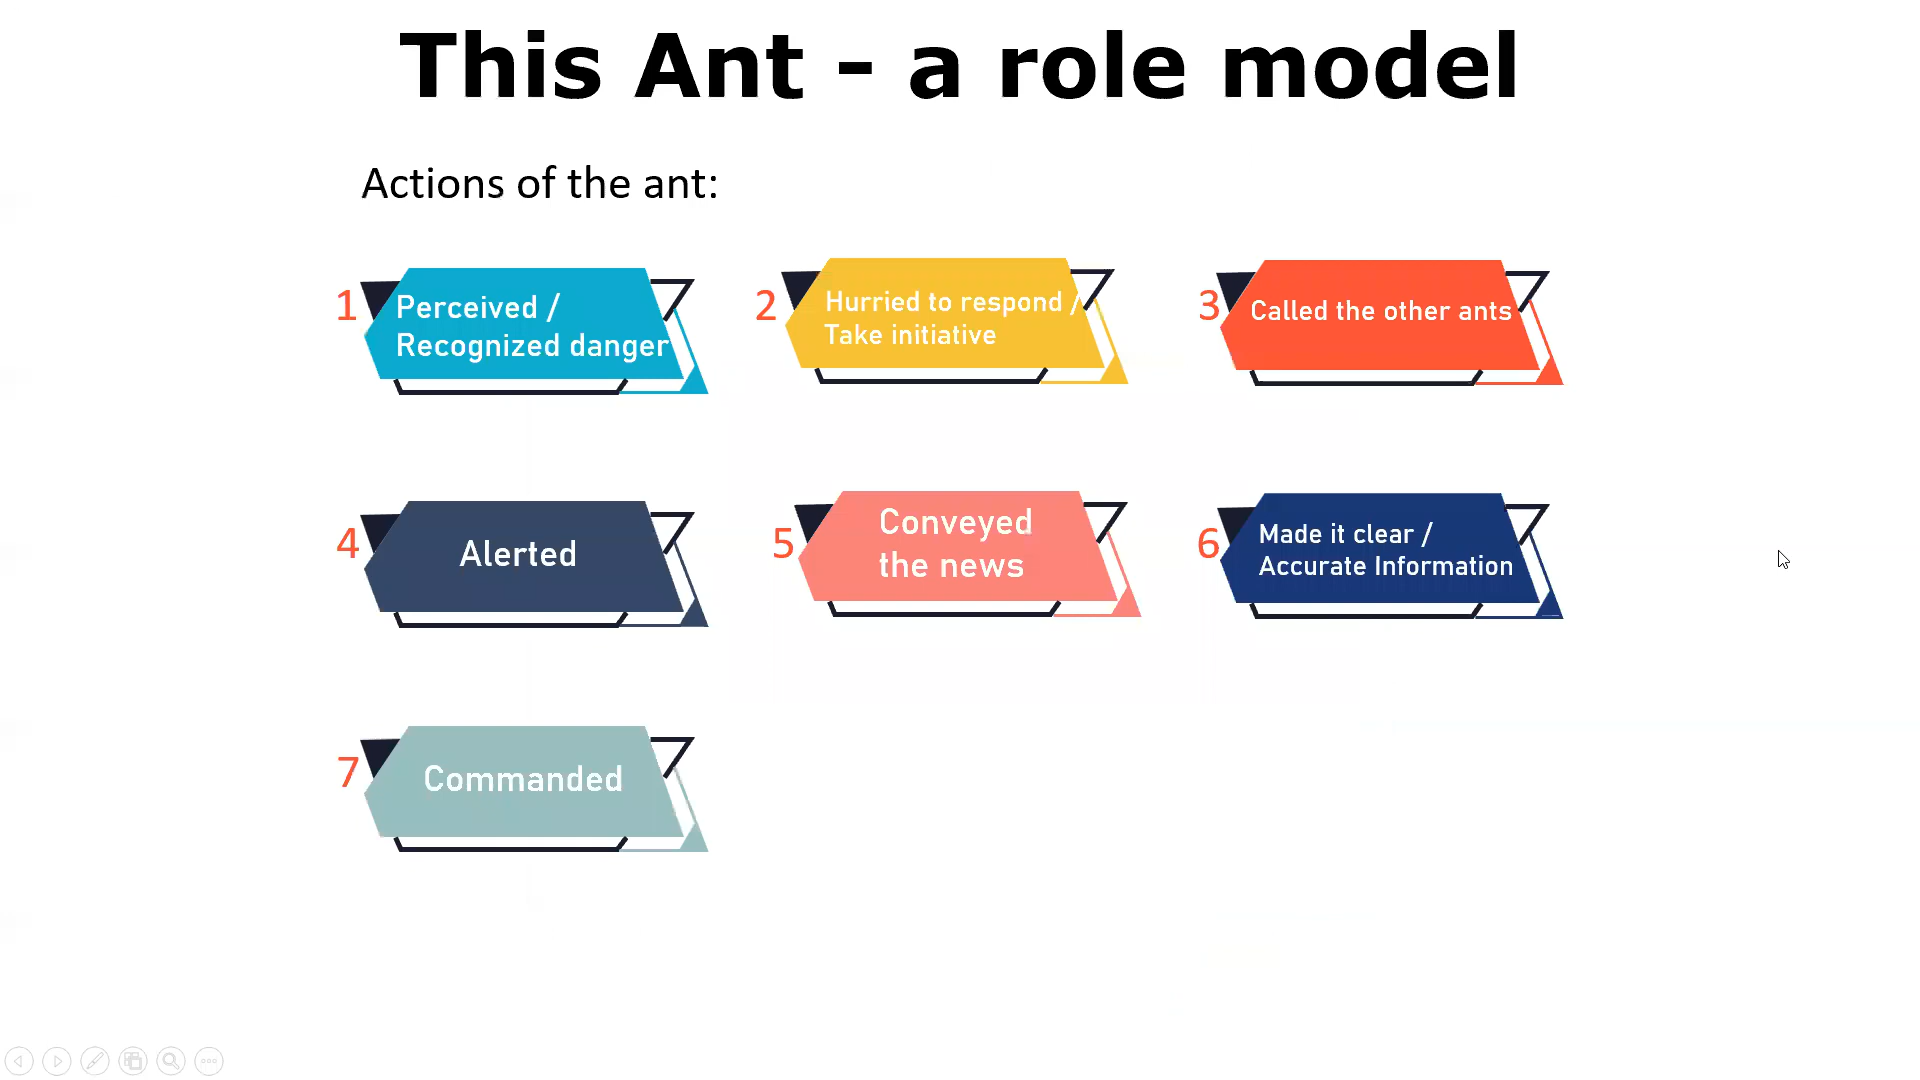 This Ant - a role model
Actions of the ant:
1
Perceived /
Recognized danger
2
Hurried to respond /
Take initiative
3
Called the other ants
4
Alerted
5
Conveyed
the news
6
Made it clear /
Accurate Information
7
Commanded